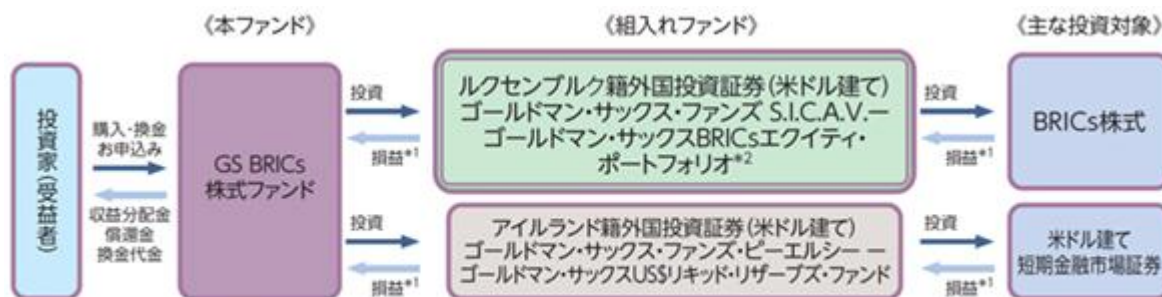 《本ファンド》
《組入れファンド》
《主な投資対象》
投資家(受益者)
購入・換金
お申込み
収益分配金
償還金
換金代金
GS BRICs
株式ファンド
投資
損益*1
ルクセンブルク籍外国投資証券(米ドル建て)
ゴールドマン・サックス・ファンズ S.I.C.A.V.ー
ゴールドマン・サックスBRICsエクイティ・
ポートフォリオ*2
投資
損益*1
BRICs株式
投資
損益*1
アイルランド籍外国投資証券(米ドル建て)
ゴールドマン・サックス・ファンズ・ピーエルシー ー
ゴールドマン・サックスUS$リキッド・リザーブズ・ファンド
投資
損益*1
米ドル建て
短期金融市場証券